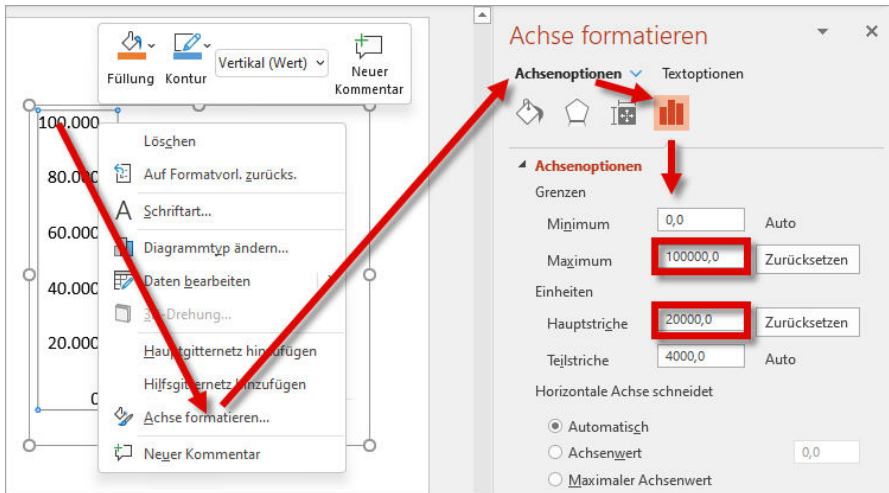 Füllung Kontur Vertikal (Wert) Neuer Kommentar
100.000
80.000
60.000
40.000
20.000
0
Löschen
Auf Formatvorl. zurücks.
Schriftart...
Diagrammtyp ändern...
Daten bearbeiten
3D-Drehung...
Hauptgitternetz hinzufügen
Hilfsgitternetz hinzufügen
Achse formatieren...
Neuer Kommentar
Achse formatieren
Achsenoptionen Textoptionen
Achsenoptionen
Grenzen
Minimum 0,0 Auto
Maximum 100000,0 Zurücksetzen
Einheiten
Hauptstriche 20000,0 Zurücksetzen
Teilstriche 4000,0 Auto
Horizontale Achse schneidet
Automatisch
Achsenwert 0,0
Maximaler Achsenwert